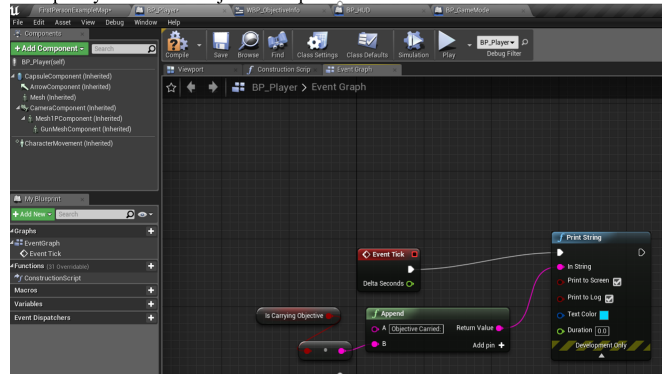 FirstPersonExampleMap*
BP_Player*
WBP_ObjectiveInfo
BP_HUD
BP_GameMode
File Edit Asset View Debug Window Help
Components
+Add Component
Search
BP_Player(self)
CapsuleComponent (Inherited)
ArrowComponent (Inherited)
Mesh (Inherited)
CameraComponent (Inherited)
Mesh1PComponent (Inherited)
GunMeshComponent (Inherited)
CharacterMovement (Inherited)
Compile
Save
Browse
Find
Class Settings
Class Defaults
Simulation
Play
BP_Player
Debug Filter
Viewport
Construction Scrip
Event Graph
BP_Player > Event Graph
My Blueprint
+Add New
Search
Graphs
EventGraph
Event Tick
Functions (31 Overridable)
ConstructionScript
Macros
Variables
Event Dispatchers
Event Tick
Delta Seconds
Is Carrying Objective
Append
A Objective Carried:
Return Value
B
Add pin +
Print String
In String
Print to Screen
Print to Log
Text Color
Duration 0.0
Development Only